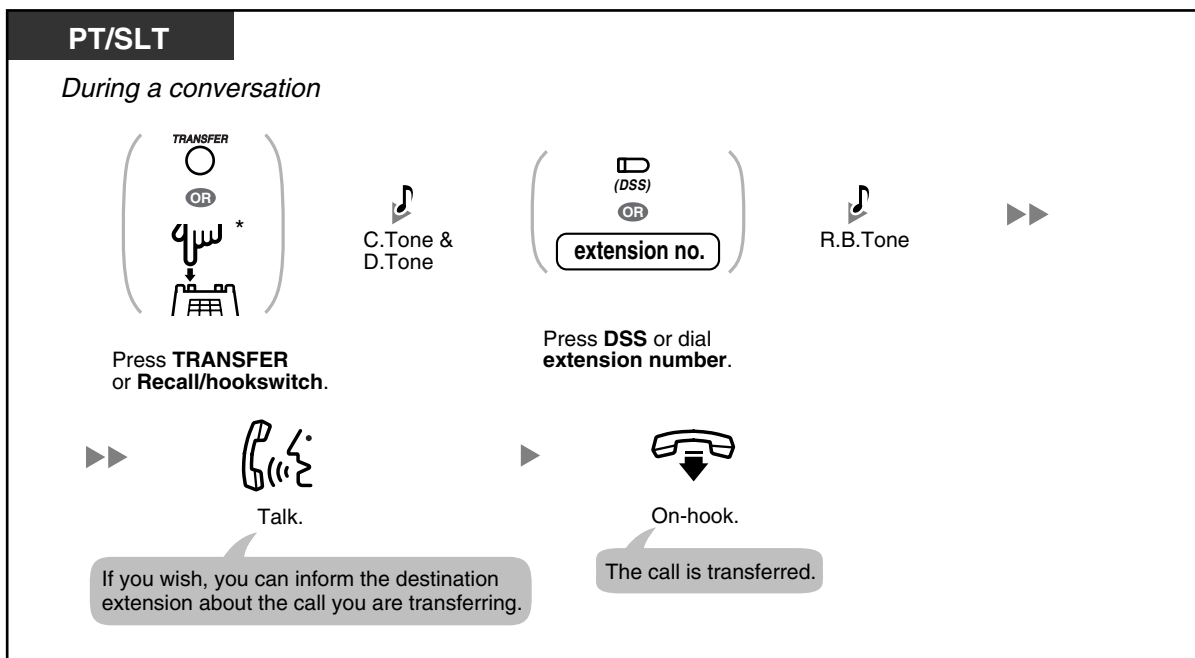 PT/SLT
During a conversation
TRANSFER
OR
*
C.Tone &
D.Tone
(DSS)
OR
extension no.
R.B.Tone
Press TRANSFER
or Recall/hookswitch.
Press DSS or dial
extension number.
Talk.
On-hook.
If you wish, you can inform the destination
extension about the call you are transferring.
The call is transferred.